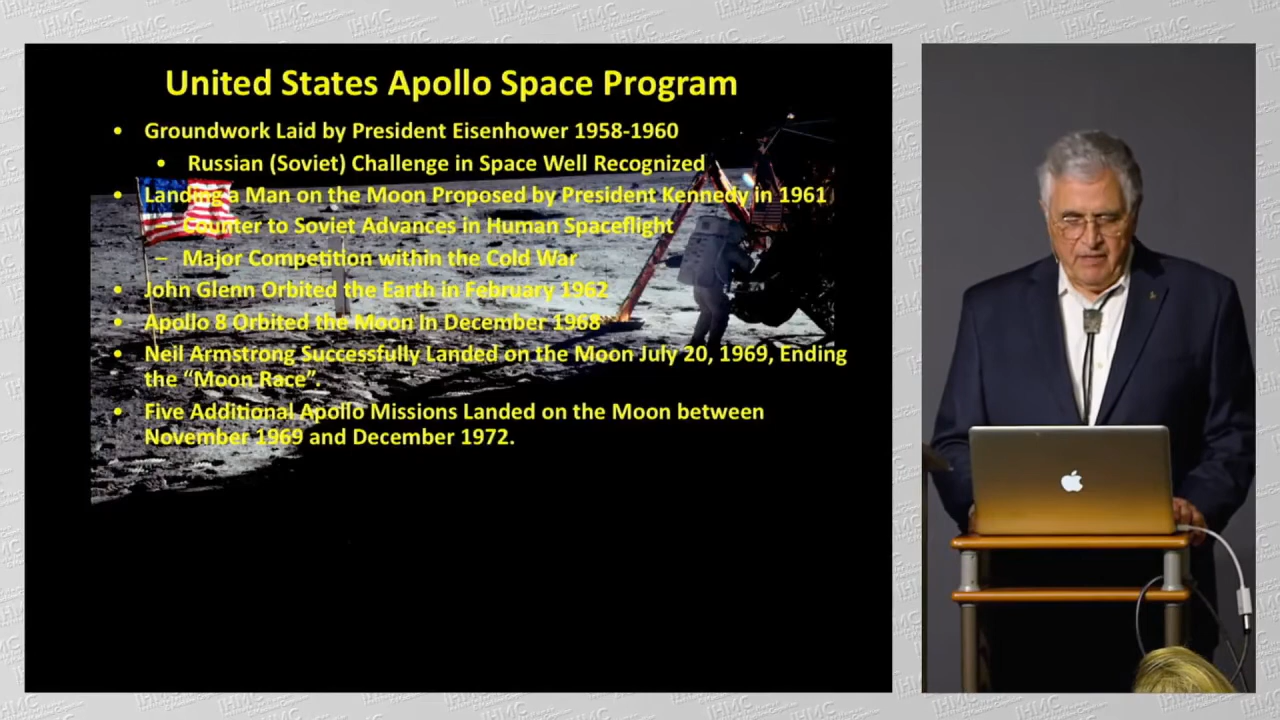 United States Apollo Space Program
• Groundwork Laid by President Eisenhower 1958-1960
• Russian (Soviet) Challenge in Space Well Recognized
• Landing a Man on the Moon Proposed by President Kennedy in 1961
– Counter to Soviet Advances in Human Spaceflight
– Major Competition within the Cold War
• John Glenn Orbited the Earth in February 1962
• Apollo 8 Orbited the Moon In December 1968
• Neil Armstrong Successfully Landed on the Moon July 20, 1969, Ending
the “Moon Race”.
• Five Additional Apollo Missions Landed on the Moon between
November 1969 and December 1972.
IHMC